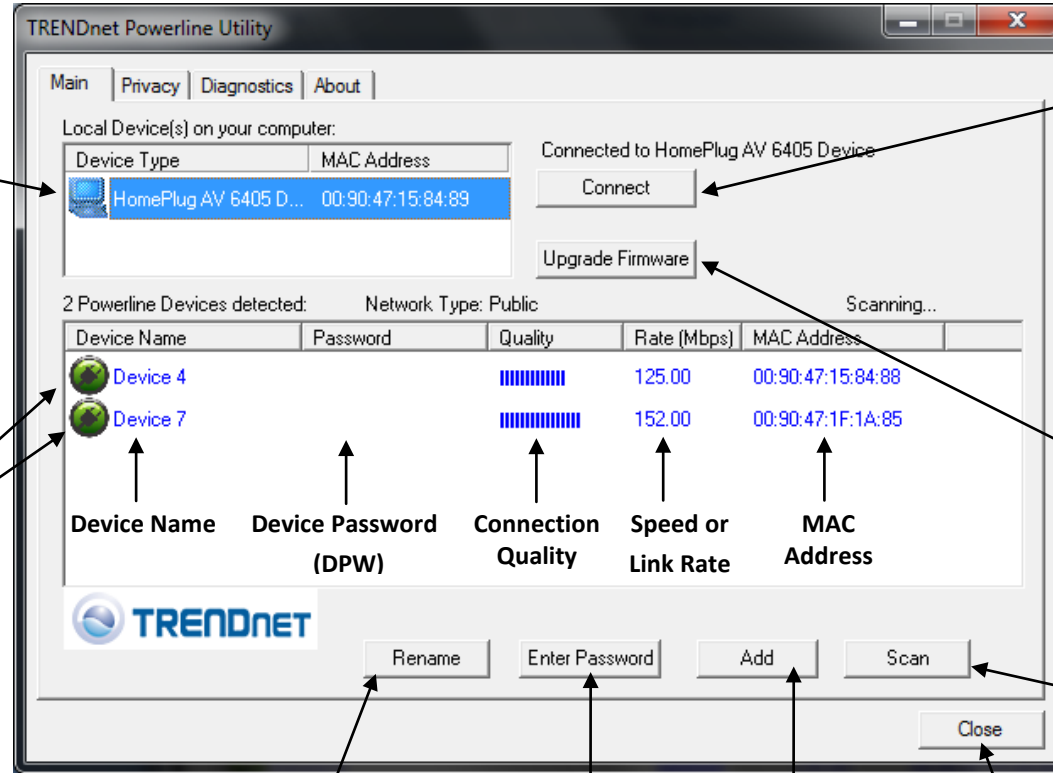 TRENDnet Powerline Utility
Main Privacy Diagnostics About
Local Device(s) on your computer:
Device Type MAC Address
HomePlug AV 6405 D... 00:90:47:15:84:89
Connected to HomePlug AV 6405 Device
Connect
Upgrade Firmware
2 Powerline Devices detected: Network Type: Public Scanning...
Device Name Password Quality Rate (Mbps) MAC Address
Device 4 125.00 00:90:47:15:84:88
Device 7 152.00 00:90:47:1F:1A:85
Device Name Device Password Connection Speed or MAC
(DPW) Quality Link Rate Address
TRENDNET
Rename Enter Password Add Scan
Close